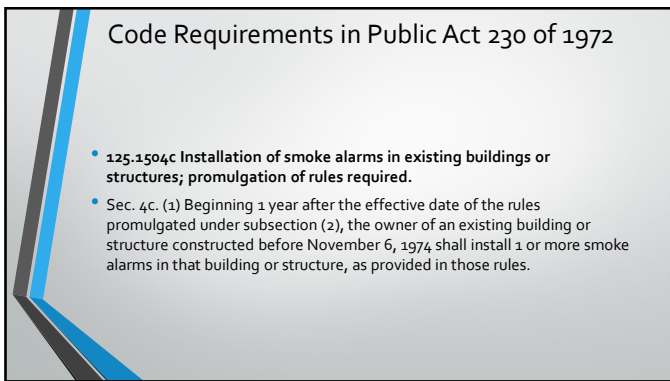 Code Requirements in Public Act 230 of 1972
• 125.1504c Installation of smoke alarms in existing buildings or
structures; promulgation of rules required.
• Sec. 4c. (1) Beginning 1 year after the effective date of the rules
promulgated under subsection (2), the owner of an existing building or
structure constructed before November 6, 1974 shall install 1 or more smoke
alarms in that building or structure, as provided in those rules.